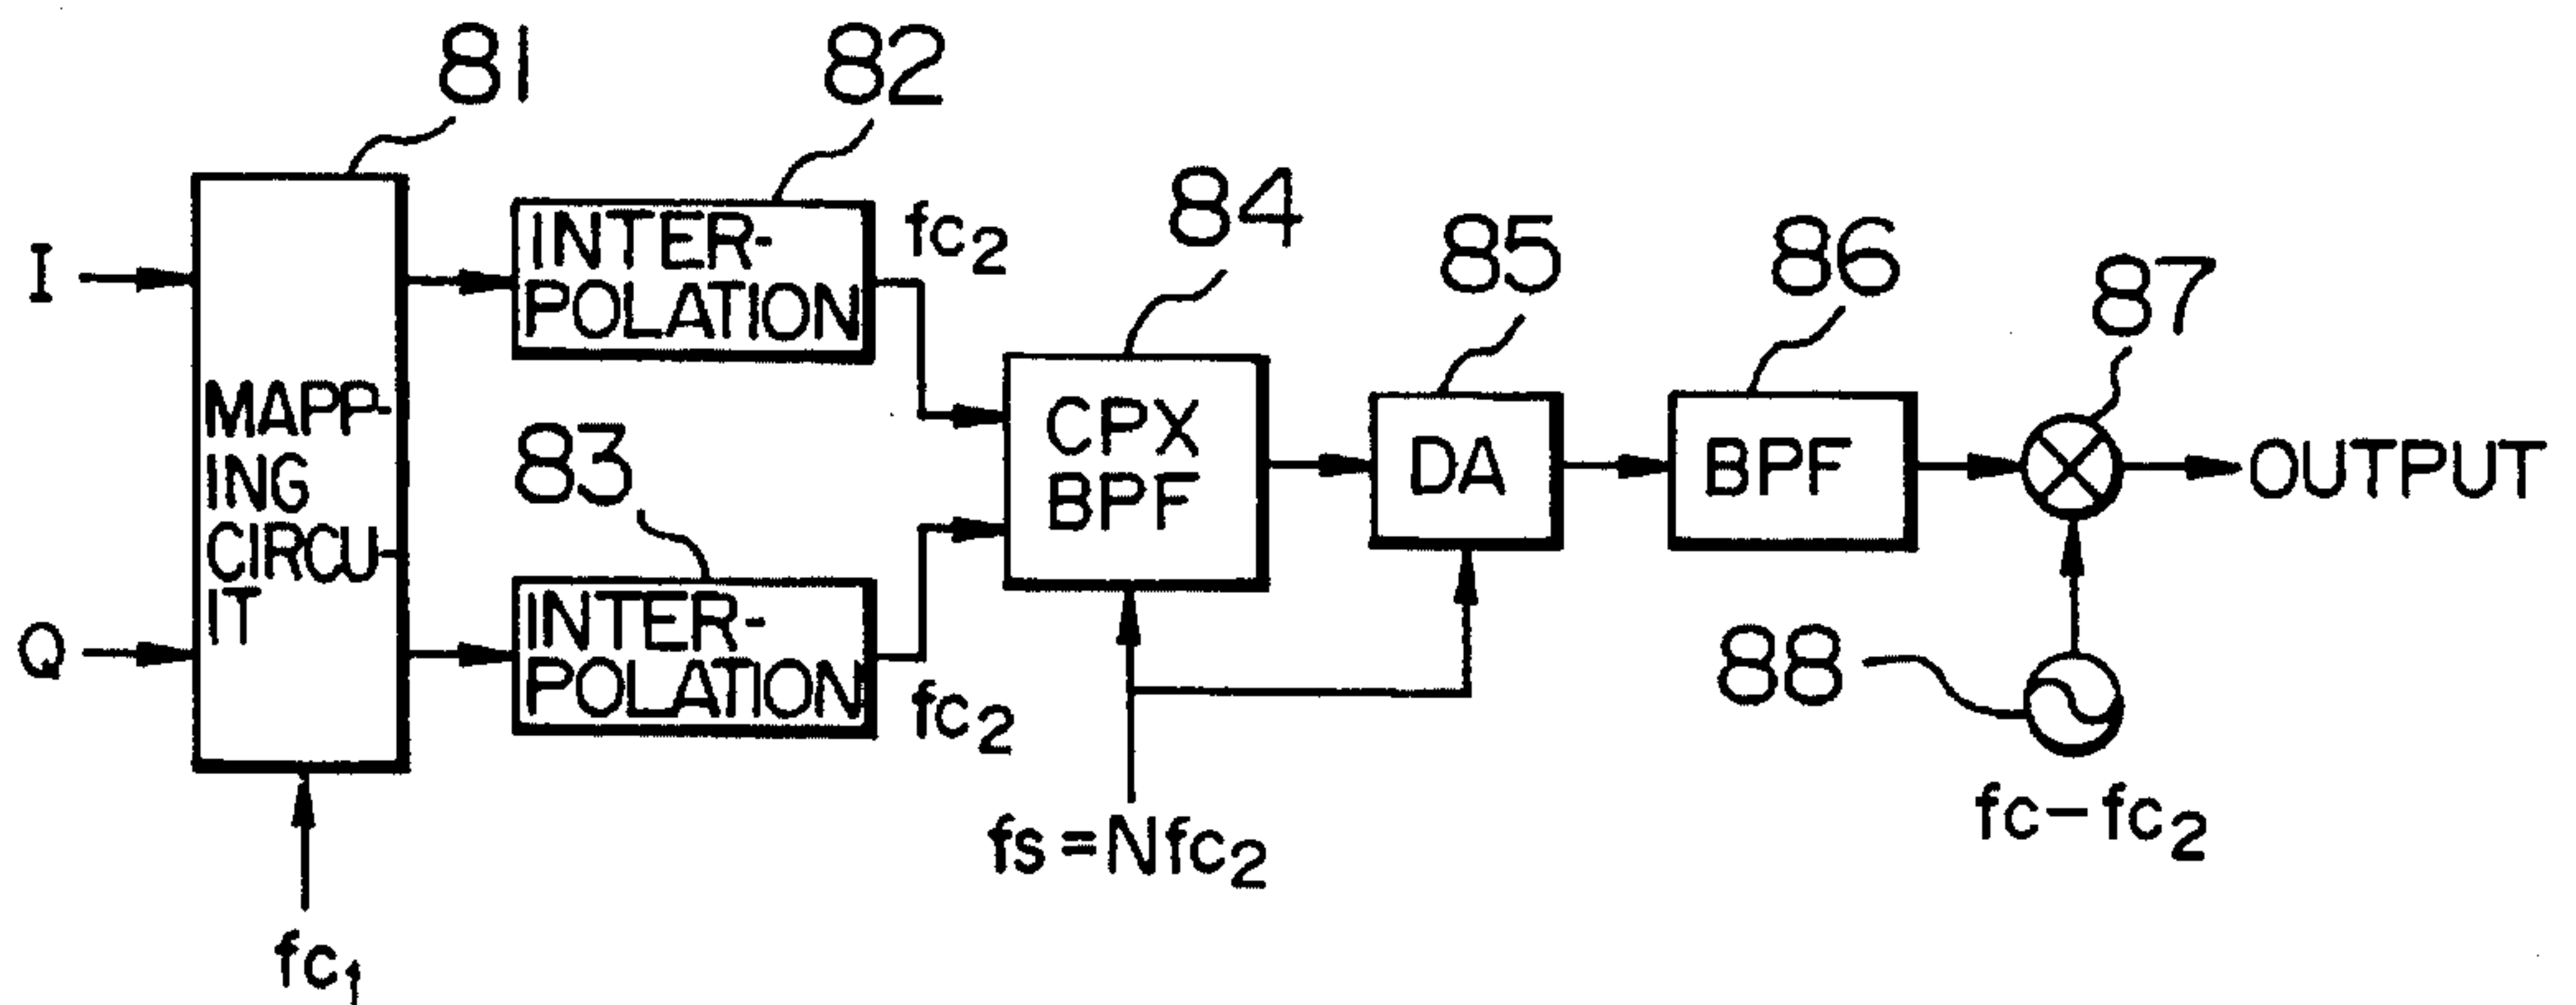 81
82
84
85
86
87
I
INTER-
POLATION
fc2
MAPP-
ING
CIRCU-
IT
83
CPX
BPF
DA
BPF
OUTPUT
Q
INTER-
POLATION
fc2
88
fs=Nfc2
fc-fc2
fc1